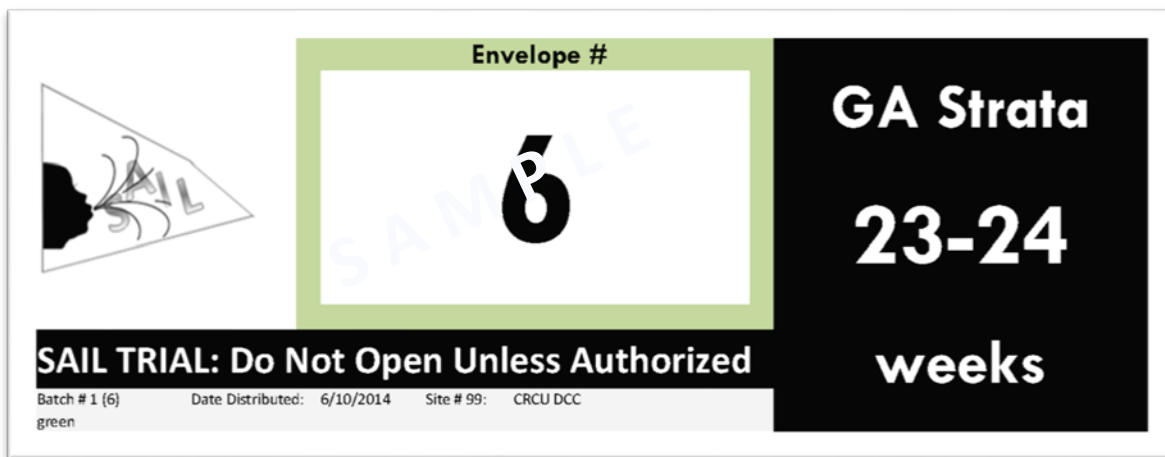 Envelope #
SAIL
6
SAMPLE
GA Strata
23-24
weeks
SAIL TRIAL: Do Not Open Unless Authorized
Batch # 1 {6} Date Distributed: 6/10/2014 Site # 99: CRCU DCC
green